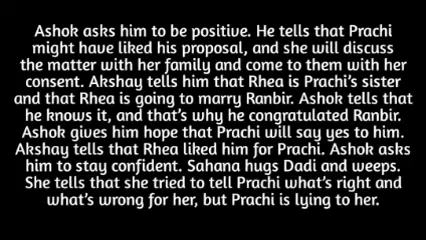 Ashok asks him to be positive. He tells that Prachi
might have liked his proposal, and she will discuss
the matter with her family and come to them with her
consent. Akshay tells him that Rhea is Prachi’s sister
and that Rhea is going to marry Ranbir. Ashok tells that
he knows it, and that’s why he congratulated Ranbir.
Ashok gives him hope that Prachi will say yes to him.
Akshay tells that Rhea liked him for Prachi. Ashok asks
him to stay confident. Sahana hugs Dadi and weeps.
She tells that she tried to tell Prachi what’s right and
what’s wrong for her, but Prachi is lying to her.